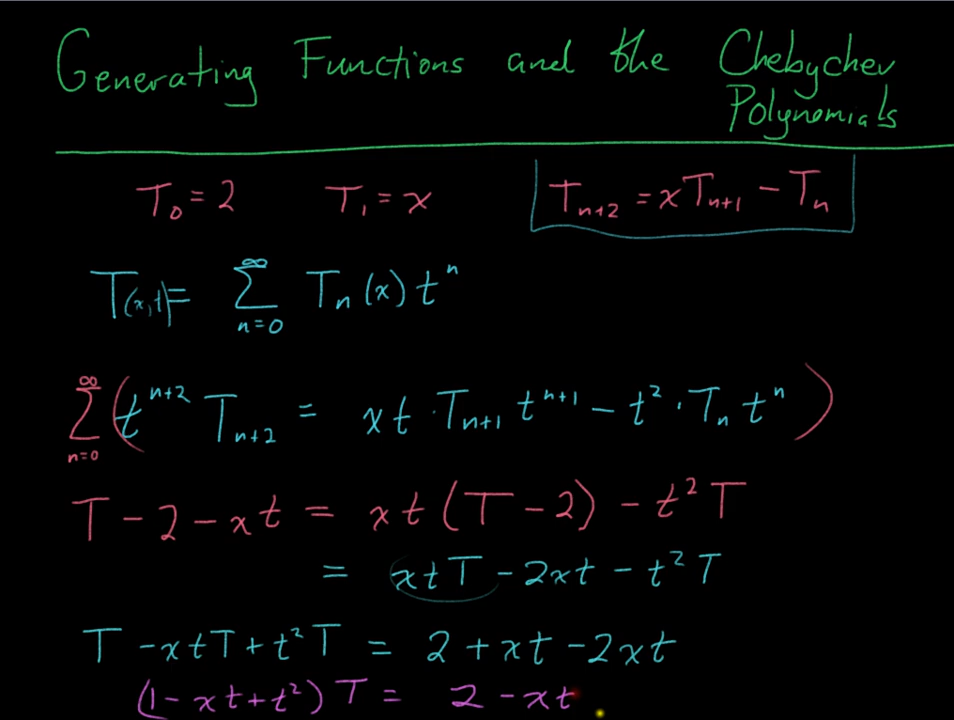 Generating Functions and the Chebychev
Polynomials
T₀ = 2 T₁ = x Tₙ₊₂ = xTₙ₊₁ − Tₙ
T(x,t) = ∑_{n=0}^{∞} Tₙ(x) tⁿ
∑_{n=0}^{∞} ( tⁿ⁺² Tₙ₊₂ = xt · Tₙ₊₁ tⁿ⁺¹ − t² · Tₙ tⁿ )
T − 2 − xt = xt(T − 2) − t²T
= xtT − 2xt − t²T
T − xtT + t²T = 2 + xt − 2xt
(1 − xt + t²) T = 2 − xt